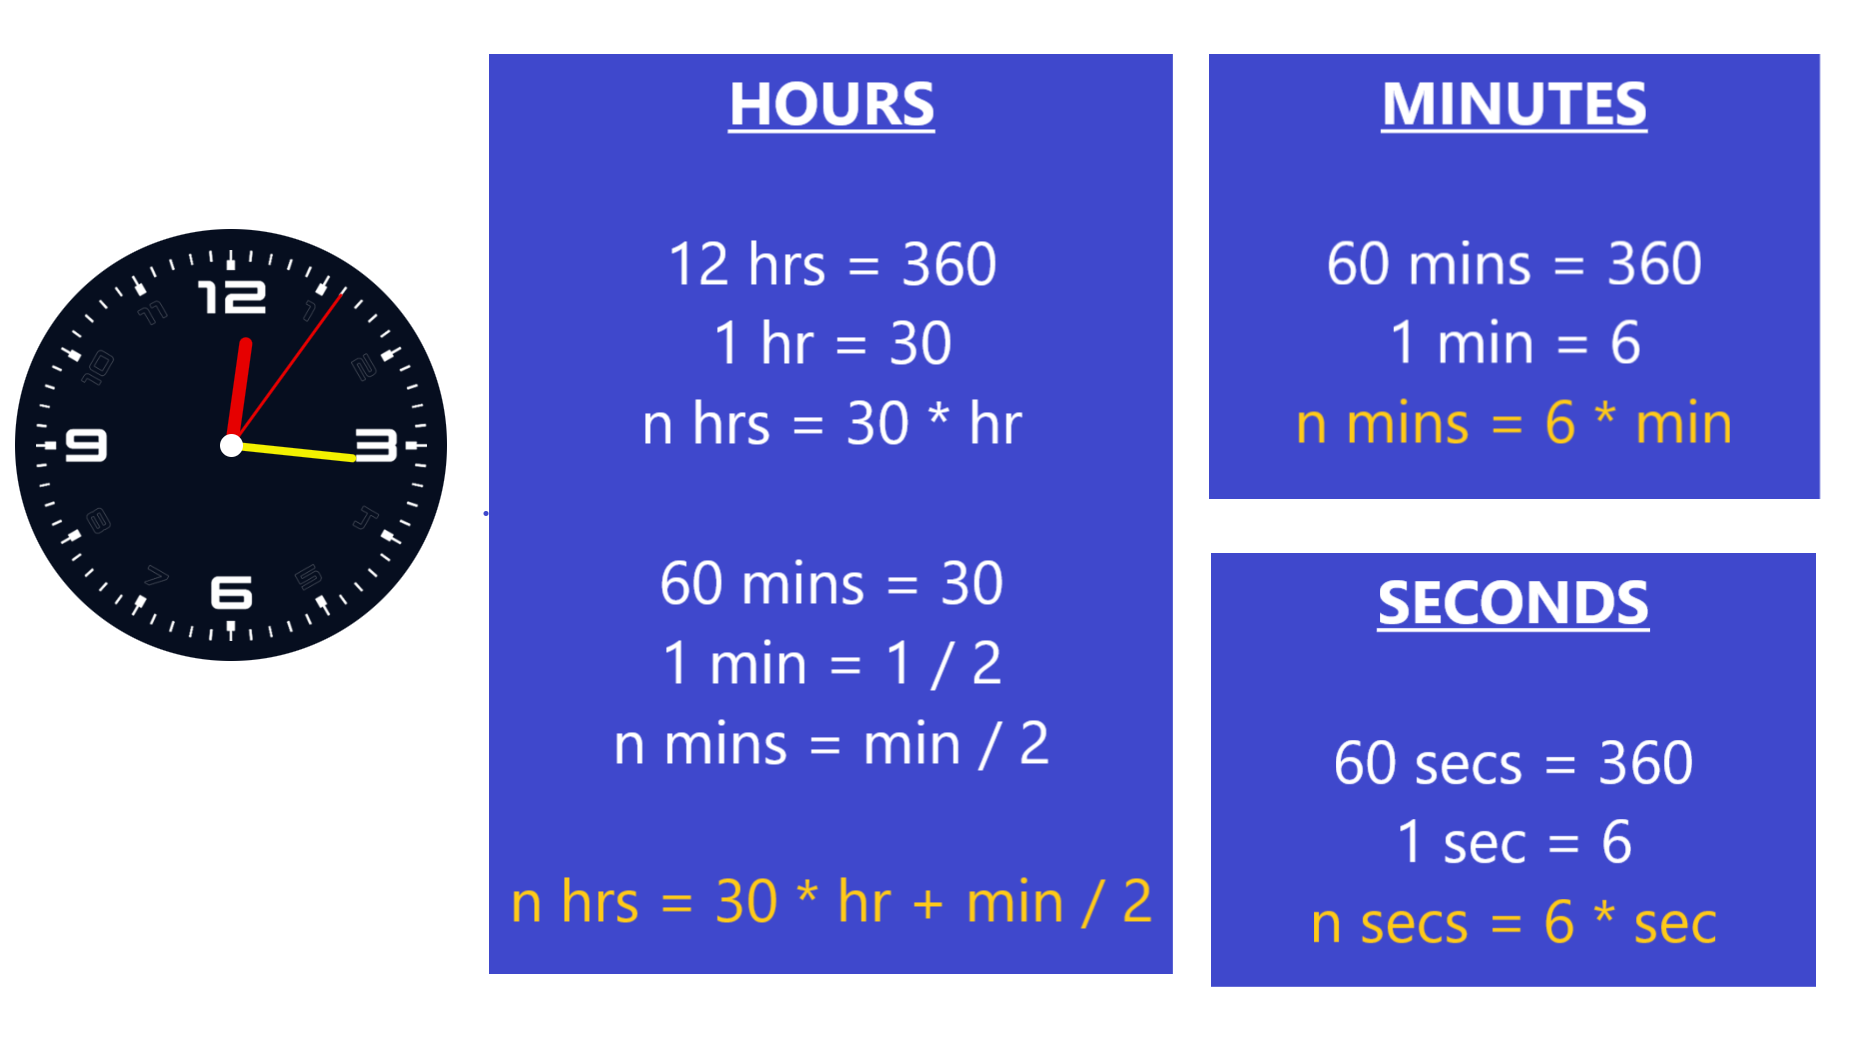 12
1
2
3
4
5
6
7
8
9
10
11
HOURS
12 hrs = 360
1 hr = 30
n hrs = 30 * hr
60 mins = 30
1 min = 1 / 2
n mins = min / 2
n hrs = 30 * hr + min / 2
MINUTES
60 mins = 360
1 min = 6
n mins = 6 * min
SECONDS
60 secs = 360
1 sec = 6
n secs = 6 * sec